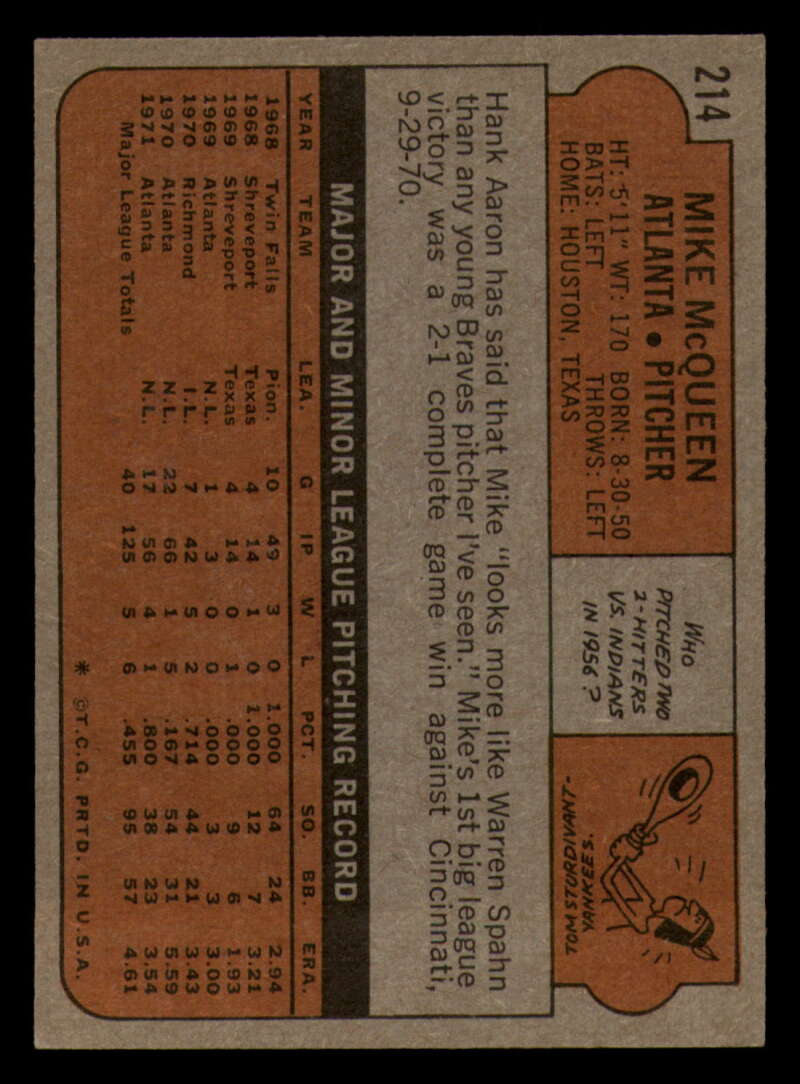 214
MIKE McQUEEN
ATLANTA • PITCHER
HT: 5'11" WT: 170 BORN: 8-30-50
BATS: LEFT THROWS: LEFT
HOME: HOUSTON, TEXAS
WHO
PITCHED TWO
2-HITTERS
VS. INDIANS
IN 1956?
TOM STURDIVANT-
YANKEES.
Hank Aaron has said that Mike "looks more like Warren Spahn
than any young Braves pitcher I've seen." Mike's 1st big league
victory was a 2-1 complete game win against Cincinnati,
9-29-70.
MAJOR AND MINOR LEAGUE PITCHING RECORD
YEAR TEAM LEA. G IP W L PCT. SO. BB. ERA.
1968 Twin Falls Pion. 10 49 3 0 1.000 64 24 2.94
1968 Shreveport Texas 4 14 1 0 1.000 12 7 3.21
1969 Shreveport Texas 4 14 0 1 .000 9 6 1.93
1969 Atlanta N.L. 1 3 0 0 .000 3 3 3.00
1970 Richmond I.L. 7 42 5 2 .714 44 21 3.43
1970 Atlanta N.L. 22 66 1 5 .167 54 31 5.59
1971 Atlanta N.L. 17 56 4 1 .800 38 23 3.54
Major League Totals 40 125 5 6 .455 95 57 4.61
* ©T.C.G. PRTD. IN U.S.A.